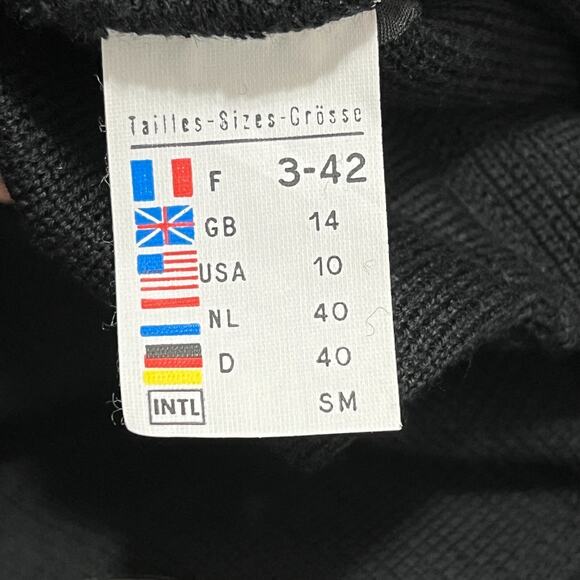 Tailles-Sizes-Grösse
F 3-42
GB 14
USA 10
NL 40
D 40
INTL SM